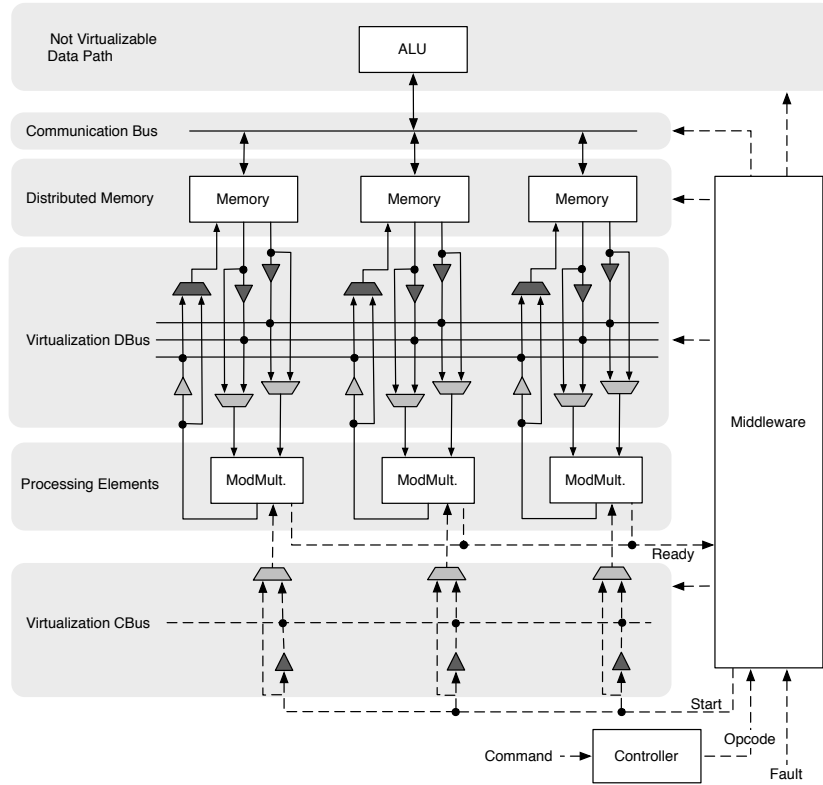 Not Virtualizable
Data Path
ALU
Communication Bus
Distributed Memory
Memory
Memory
Memory
Virtualization DBus
Middleware
Processing Elements
ModMult.
ModMult.
ModMult.
Ready
Virtualization CBus
Start
Command
Controller
Opcode
Fault